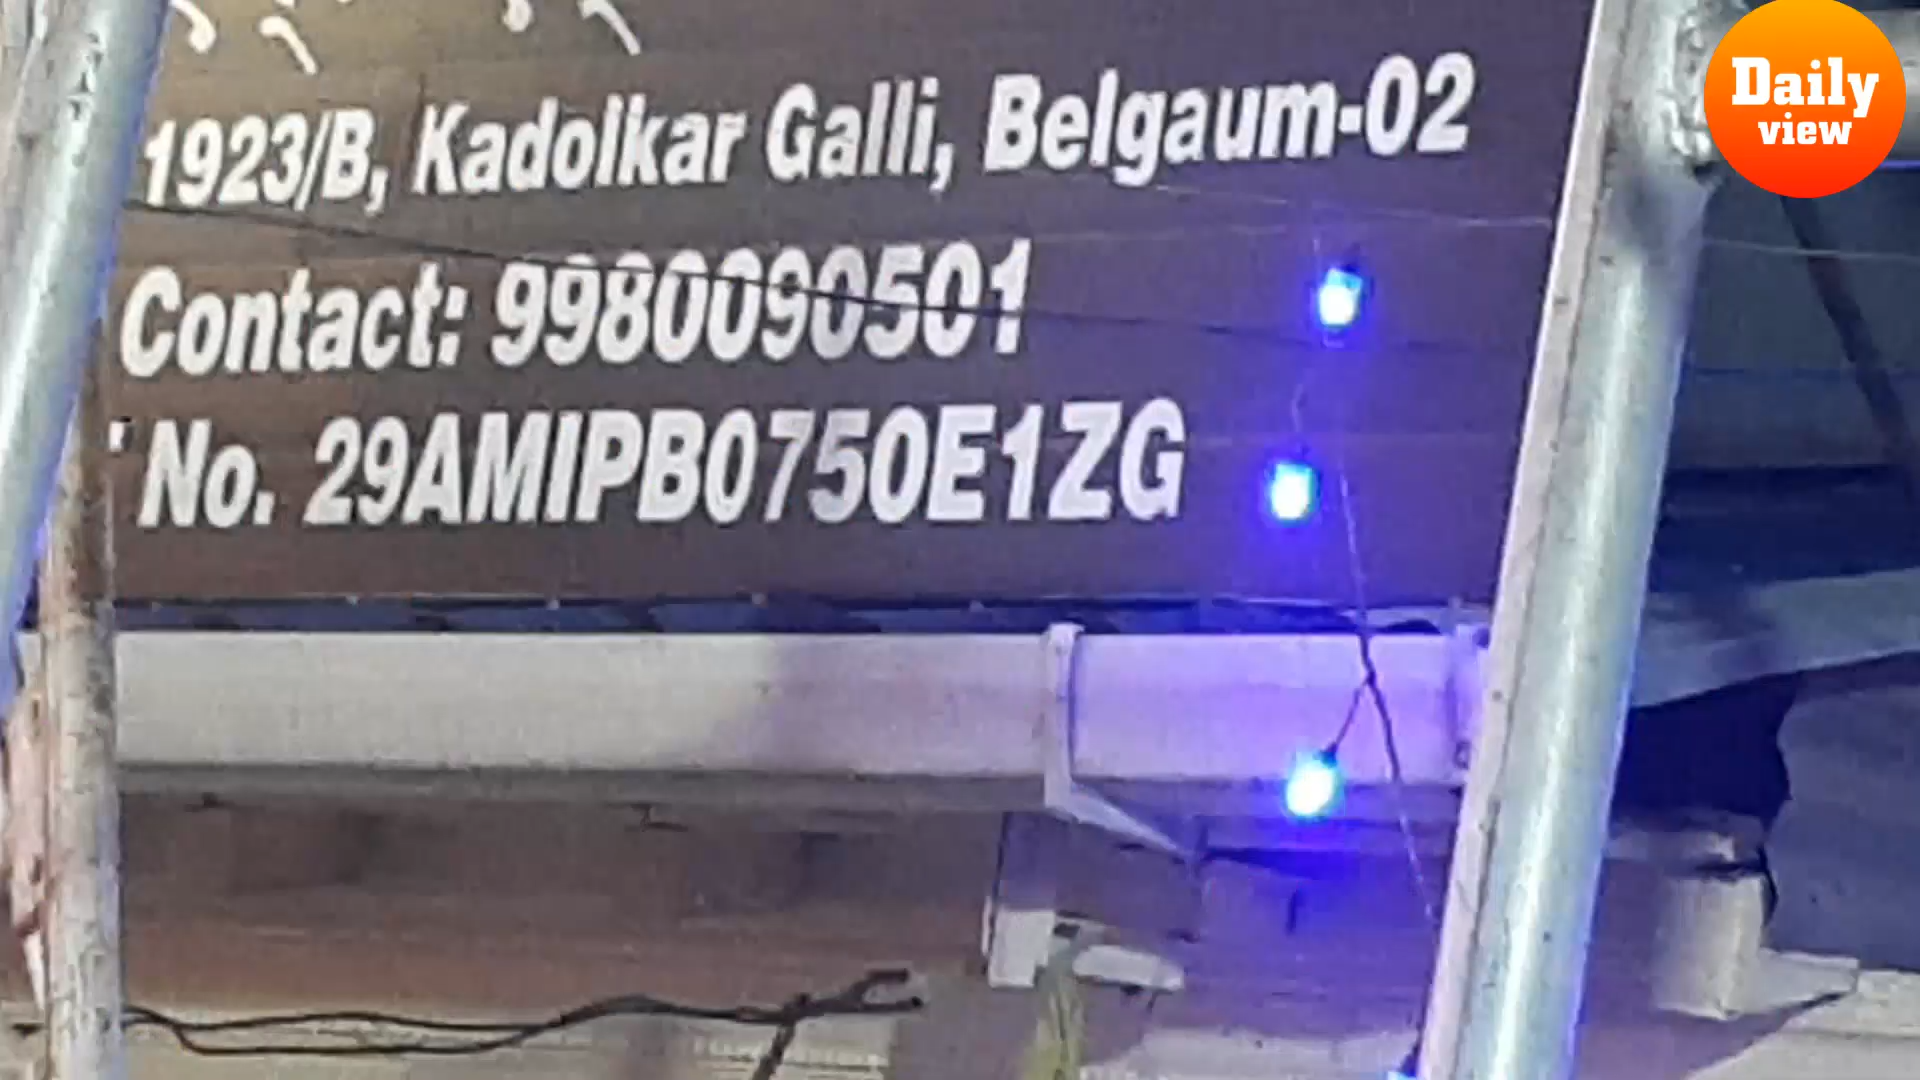 1923/B, Kadolkar Galli, Belgaum-02
Contact: 9980090501
No. 29AMIPB0750E1ZG
Daily
view